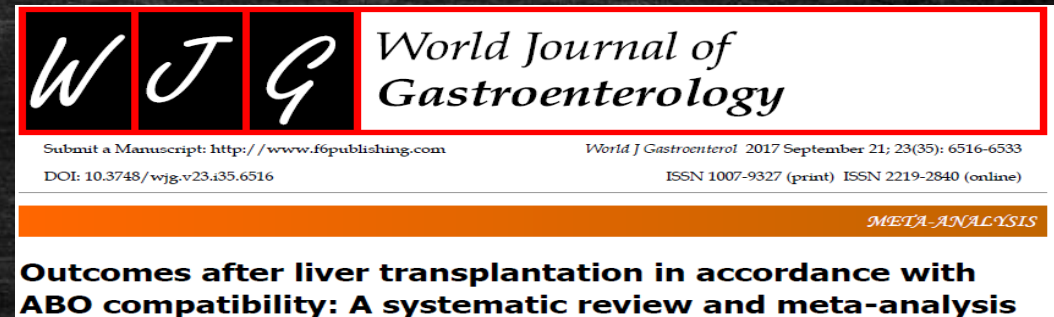 W J G
World Journal of
Gastroenterology
Submit a Manuscript: http://www.f6publishing.com
World J Gastroenterol 2017 September 21; 23(35): 6516-6533
DOI: 10.3748/wjg.v23.i35.6516
ISSN 1007-9327 (print) ISSN 2219-2840 (online)
META-ANALYSIS
Outcomes after liver transplantation in accordance with
ABO compatibility: A systematic review and meta-analysis